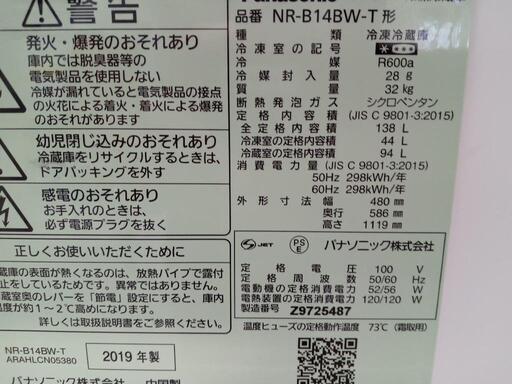 警告
発火・爆発のおそれあり
庫内では脱臭器等の
電気製品を使用しない
冷媒が漏れていると電気製品の接点
の火花による着火・着火による爆発
のおそれがあります
幼児閉じ込みのおそれあり
冷蔵庫をリサイクルするときは、
ドアパッキングを外す
感電のおそれあり
お手入れのときは、
必ず電源プラグを抜く
正しくお使いいただくために
蔵庫の表面が熱くなるのは、放熱パイプで露付
止をしているためです。異常ではありません。
蔵室奥のレバーを「節電」設定にすると、庫内
温度が約1~2℃高めになります。
詳しくは取扱説明書をご覧ください
NR-B14BW-T
ARAHLCN05380
2019 年製
パナソニック株式会社 中国製
Panasonic
品番 NR-B14BW-T 形
種類 冷凍冷蔵庫
冷凍室の記号
冷媒 R600a
冷媒封入量 28 g
質量 32 kg
断熱発泡ガス シクロペンタン
定格内容積 (JIS C 9801-3:2015)
全定格内容積 138 L
冷凍室の定格内容積 44 L
冷蔵室の定格内容積 94 L
消費電力量 (JIS C 9801-3:2015)
50Hz 298kWh/年
60Hz 298kWh/年
外形寸法 幅 480 mm
奥行 586 mm
高さ 1119 mm
JET PSE パナソニック株式会社
定格電圧 100 V
定格周波数 50/60 Hz
電動機の定格消費電力 52/56 W
電熱装置の定格消費電力 120/120 W
製造番号 Z9725487
温度ヒューズの定格動作温度 73℃ (霜取用)